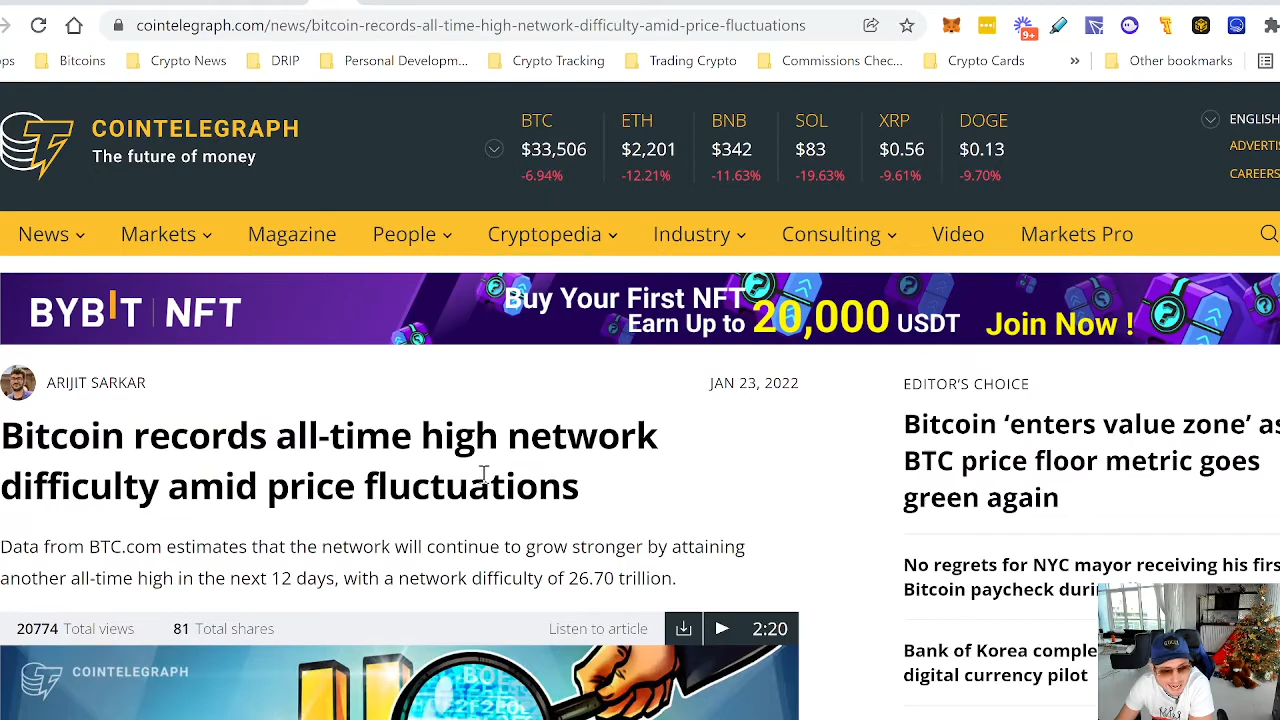 cointelegraph.com/news/bitcoin-records-all-time-high-network-difficulty-amid-price-fluctuations
9+
ops Bitcoins Crypto News DRIP Personal Developm... Crypto Tracking Trading Crypto Commissions Chec... Crypto Cards » Other bookmarks
COINTELEGRAPH
The future of money
BTC ETH BNB SOL XRP DOGE
$33,506 $2,201 $342 $83 $0.56 $0.13
-6.94% -12.21% -11.63% -19.63% -9.61% -9.70%
ENGLISH
ADVERTI
CAREERS
News Markets Magazine People Cryptopedia Industry Consulting Video Markets Pro
BYBIT | NFT
Buy Your First NFT
Earn Up to 20,000 USDT Join Now !
ARIJIT SARKAR JAN 23, 2022
Bitcoin records all-time high network
difficulty amid price fluctuations
Data from BTC.com estimates that the network will continue to grow stronger by attaining
another all-time high in the next 12 days, with a network difficulty of 26.70 trillion.
20774 Total views 81 Total shares Listen to article 2:20
COINTELEGRAPH
EDITOR'S CHOICE
Bitcoin ‘enters value zone’ as
BTC price floor metric goes
green again
No regrets for NYC mayor receiving his firs
Bitcoin paycheck duri
Bank of Korea comple
digital currency pilot